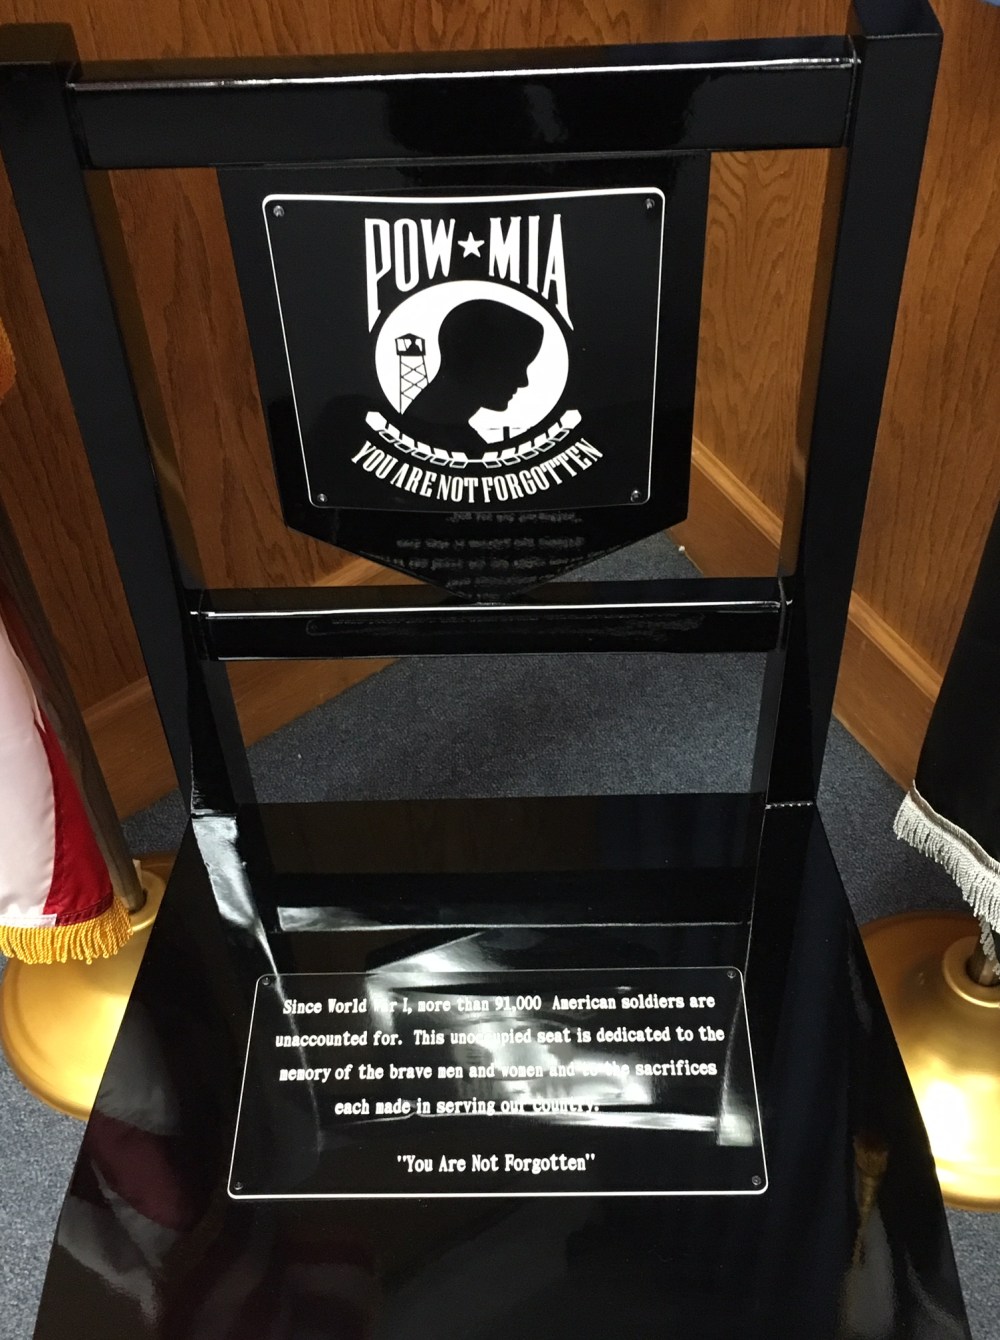 POW★MIA
YOU ARE NOT FORGOTTEN
Since World War I, more than 91,000 American soldiers are
unaccounted for. This unoccupied seat is dedicated to the
memory of the brave men and women and to the sacrifices
each made in serving our country.
"You Are Not Forgotten"